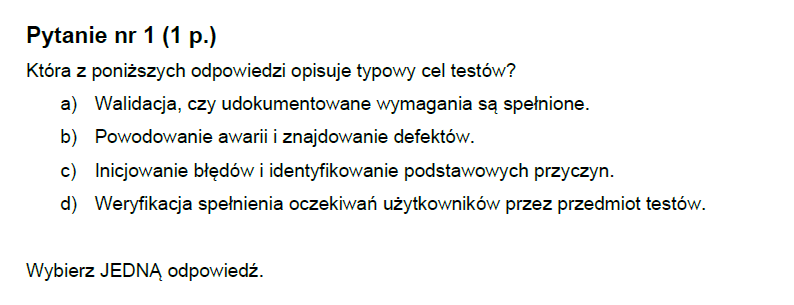 Pytanie nr 1 (1 p.)
Która z poniższych odpowiedzi opisuje typowy cel testów?
a) Walidacja, czy udokumentowane wymagania są spełnione.
b) Powodowanie awarii i znajdowanie defektów.
c) Inicjowanie błędów i identyfikowanie podstawowych przyczyn.
d) Weryfikacja spełnienia oczekiwań użytkowników przez przedmiot testów.
Wybierz JEDNĄ odpowiedź.